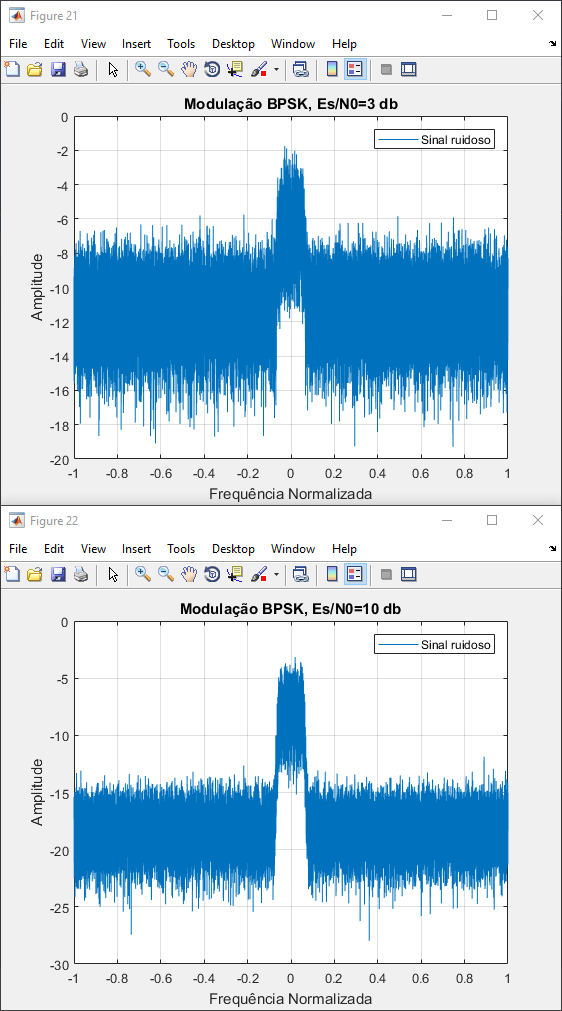 Figure 21
File Edit View Insert Tools Desktop Window Help
Modulação BPSK, Es/N0=3 db
Sinal ruidoso
0
-2
-4
-6
-8
-10
-12
-14
-16
-18
-20
Amplitude
-1 -0.8 -0.6 -0.4 -0.2 0 0.2 0.4 0.6 0.8 1
Frequência Normalizada
Figure 22
File Edit View Insert Tools Desktop Window Help
Modulação BPSK, Es/N0=10 db
Sinal ruidoso
0
-5
-10
-15
-20
-25
-30
Amplitude
-1 -0.8 -0.6 -0.4 -0.2 0 0.2 0.4 0.6 0.8 1
Frequência Normalizada